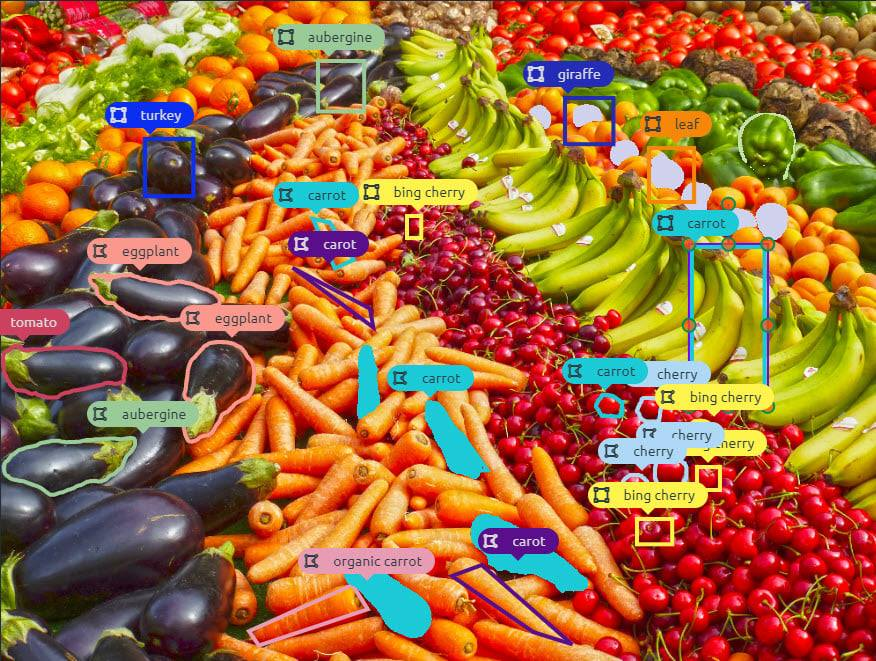 aubergine
giraffe
turkey
leaf
carrot
bing cherry
carrot
carot
eggplant
eggplant
tomato
carrot
carrot
cherry
bing cherry
aubergine
cherry
cherry
cherry
bing cherry
carot
organic carrot